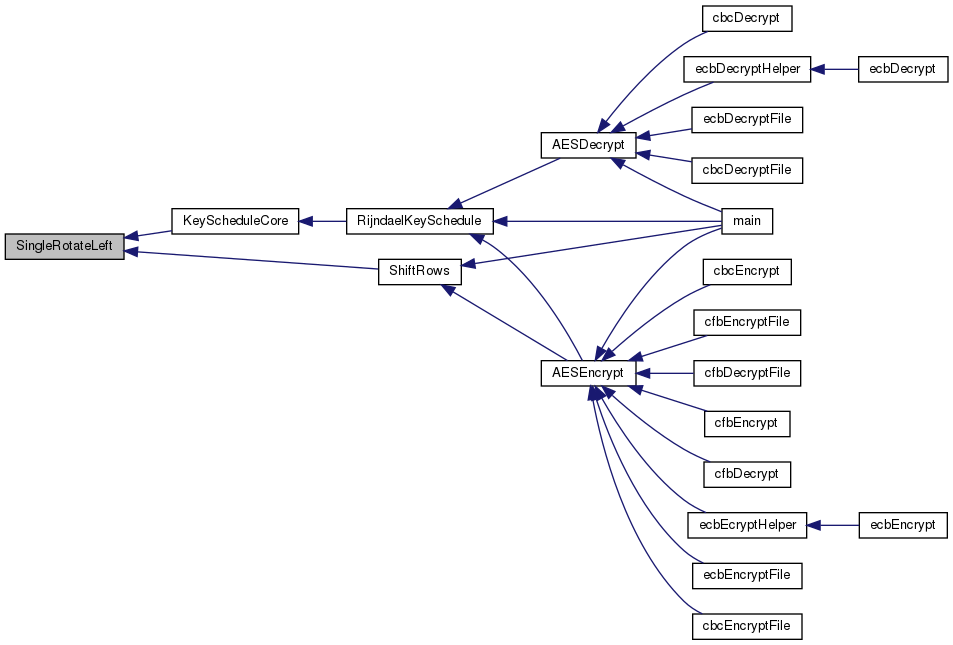 cbcDecrypt
ecbDecryptHelper
ecbDecrypt
ecbDecryptFile
AESDecrypt
cbcDecryptFile
KeyScheduleCore
RijndaelKeySchedule
main
SingleRotateLeft
ShiftRows
cbcEncrypt
cfbEncryptFile
AESEncrypt
cfbDecryptFile
cfbEncrypt
cfbDecrypt
ecbEcryptHelper
ecbEncrypt
ecbEncryptFile
cbcEncryptFile